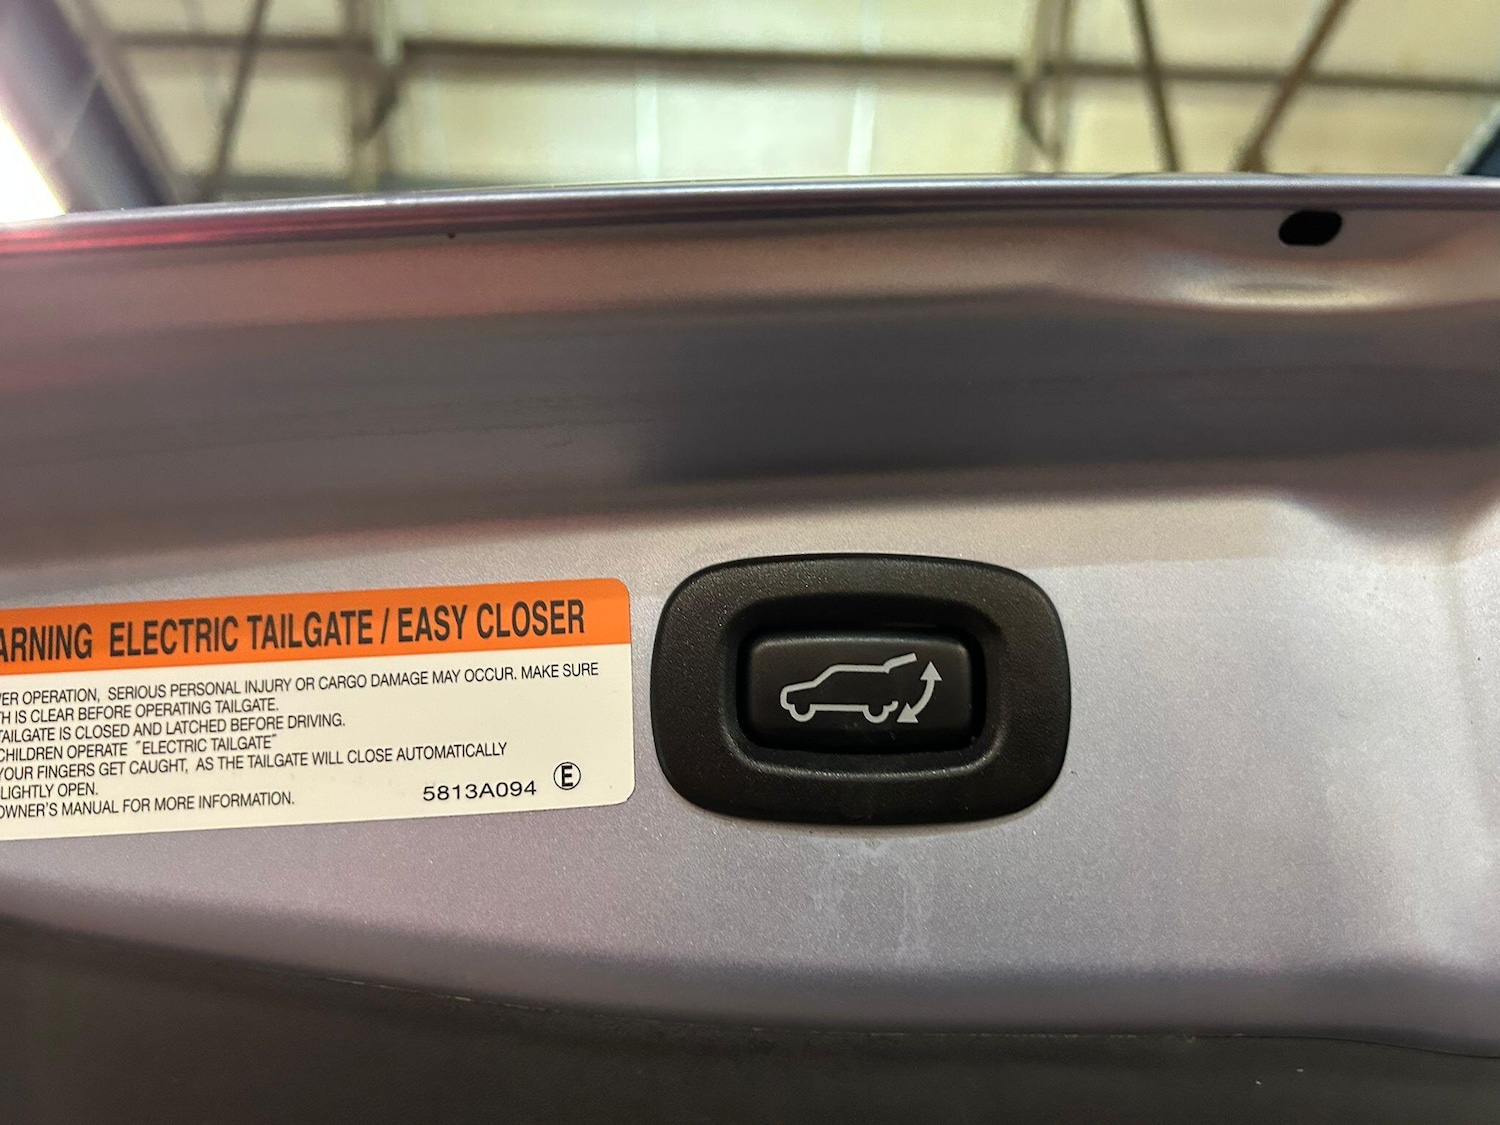 ARNING ELECTRIC TAILGATE / EASY CLOSER
ER OPERATION, SERIOUS PERSONAL INJURY OR CARGO DAMAGE MAY OCCUR. MAKE SURE
TH IS CLEAR BEFORE OPERATING TAILGATE.
TAILGATE IS CLOSED AND LATCHED BEFORE DRIVING.
CHILDREN OPERATE "ELECTRIC TAILGATE"
YOUR FINGERS GET CAUGHT, AS THE TAILGATE WILL CLOSE AUTOMATICALLY
LIGHTLY OPEN.
OWNER'S MANUAL FOR MORE INFORMATION.
5813A094 E